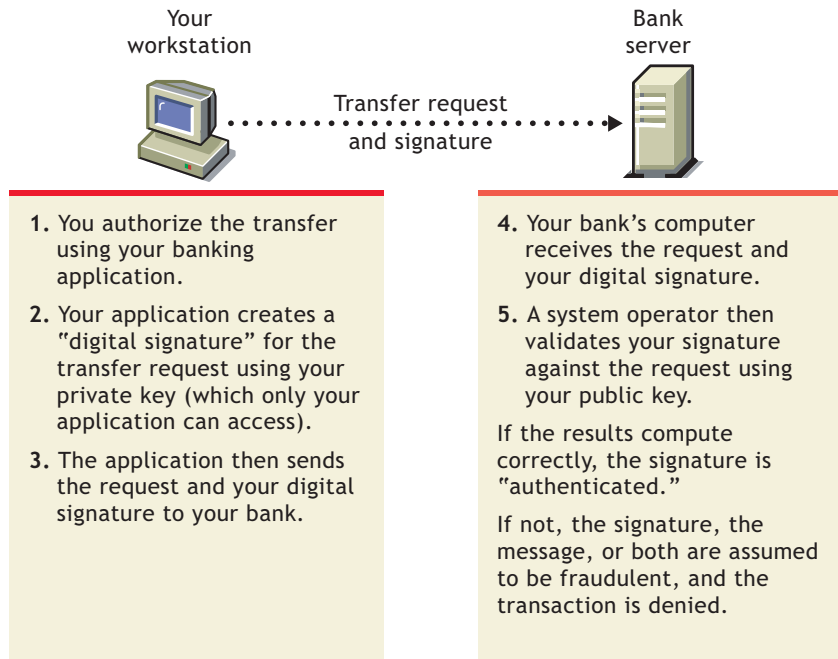 Your
workstation
Bank
server
Transfer request
and signature
1. You authorize the transfer
using your banking
application.
2. Your application creates a
“digital signature” for the
transfer request using your
private key (which only your
application can access).
3. The application then sends
the request and your digital
signature to your bank.
4. Your bank’s computer
receives the request and
your digital signature.
5. A system operator then
validates your signature
against the request using
your public key.
If the results compute
correctly, the signature is
“authenticated.”
If not, the signature, the
message, or both are assumed
to be fraudulent, and the
transaction is denied.